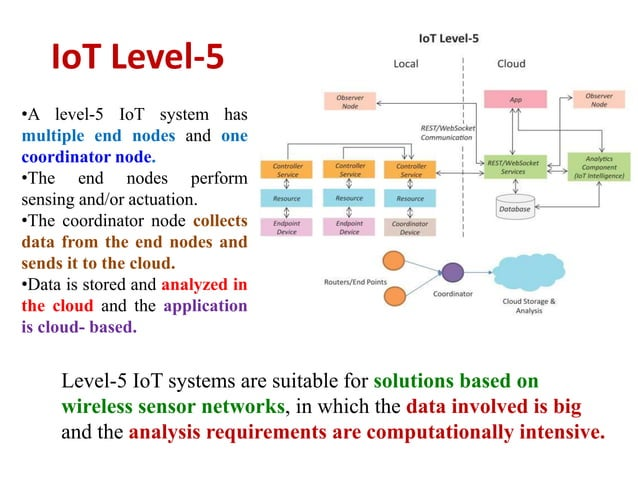 IoT Level-5
•A level-5 IoT system has
multiple end nodes and one
coordinator node.
•The end nodes perform
sensing and/or actuation.
•The coordinator node collects
data from the end nodes and
sends it to the cloud.
•Data is stored and analyzed in
the cloud and the application
is cloud- based.
IoT Level-5
Local
Cloud
Observer
Node
App
Observer
Node
REST/WebSocket
Communication
Controller
Service
Controller
Service
Controller
Service
REST/WebSocket
Services
Analytics
Component
(IoT Intelligence)
Resource
Resource
Resource
Database
Endpoint
Device
Endpoint
Device
Coordinator
Device
Routers/End Points
Coordinator
Cloud Storage &
Analysis
Level-5 IoT systems are suitable for solutions based on
wireless sensor networks, in which the data involved is big
and the analysis requirements are computationally intensive.